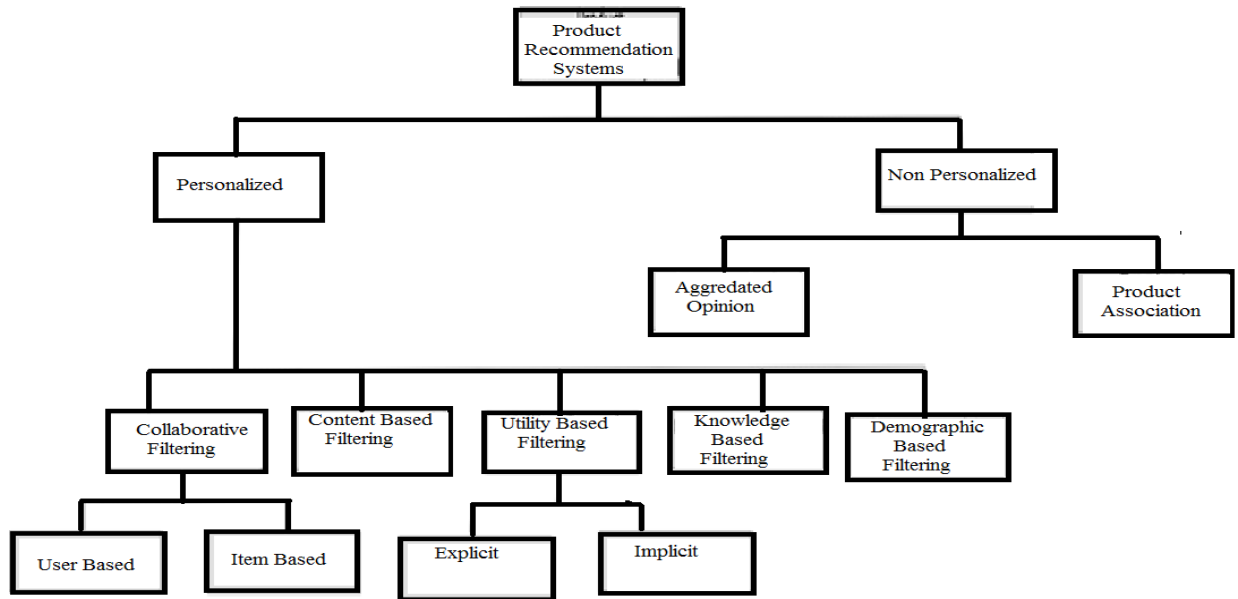 Product
Recommendation
Systems
Personalized
Non Personalized
Aggredated
Opinion
Product
Association
Collaborative
Filtering
Content Based
Filtering
Utility Based
Filtering
Knowledge
Based
Filtering
Demographic
Based
Filtering
User Based
Item Based
Explicit
Implicit